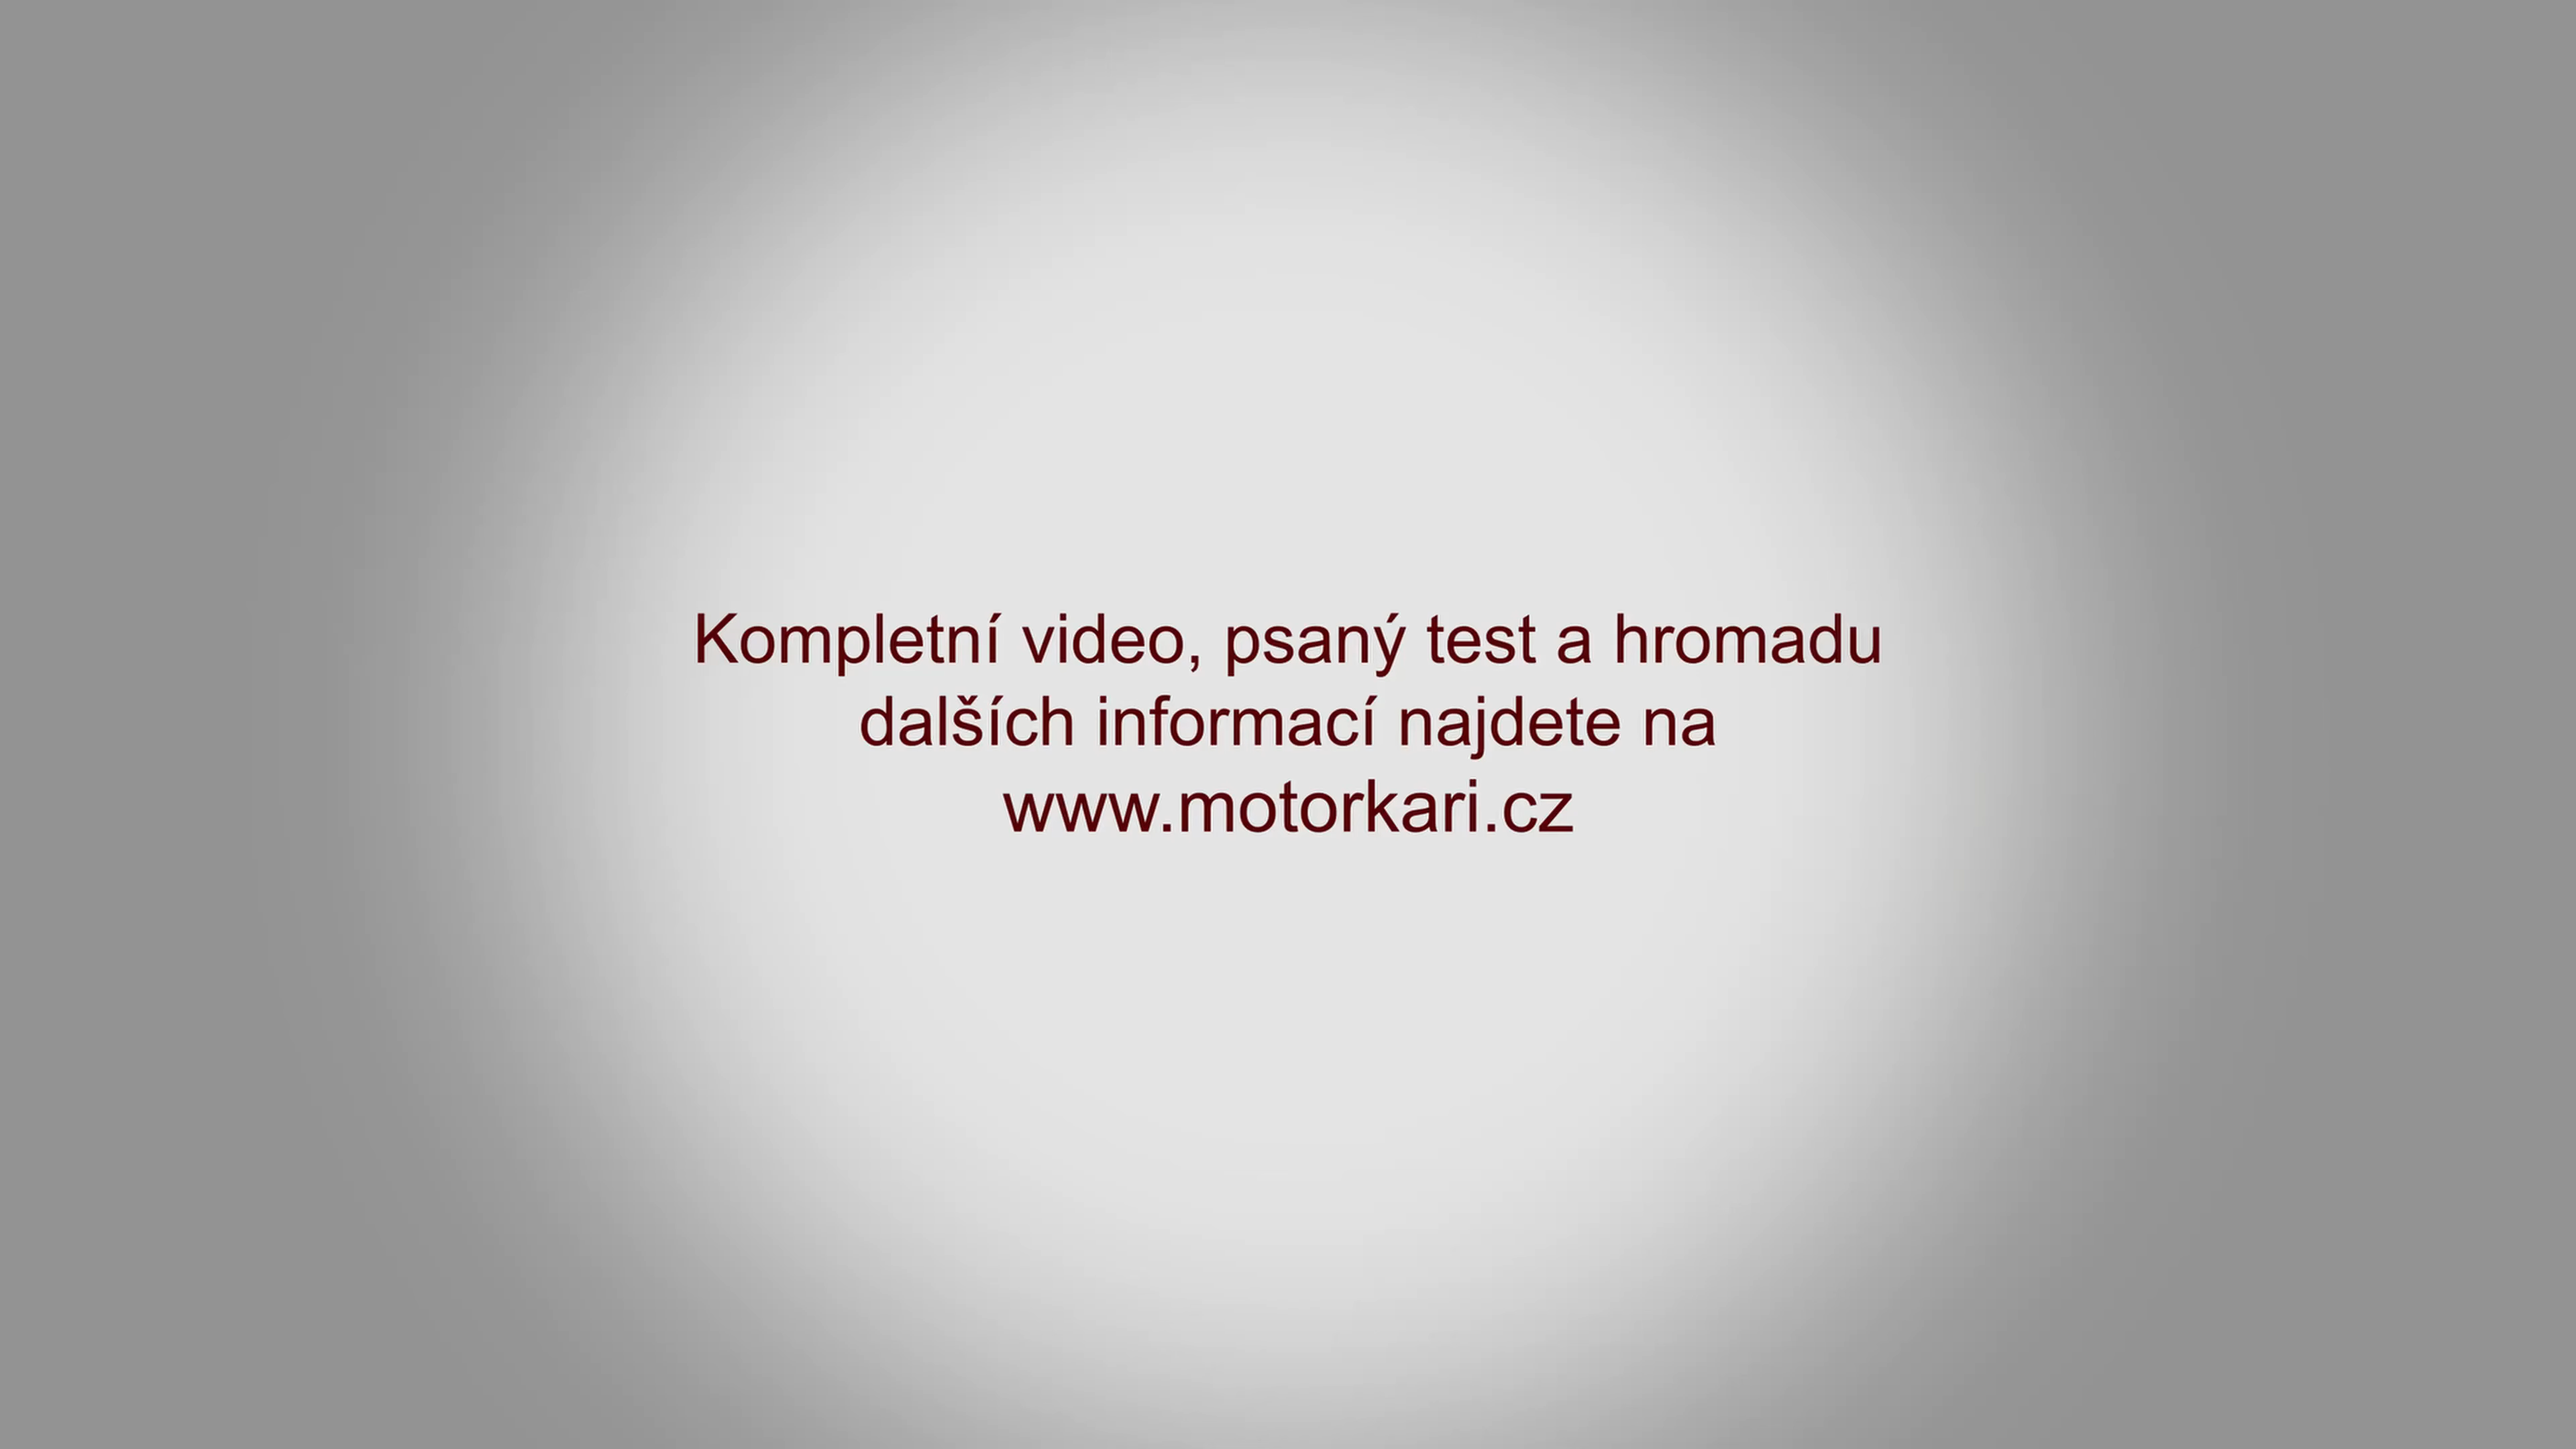 Kompletní video, psaný test a hromadu
dalších informací najdete na
www.motorkari.cz